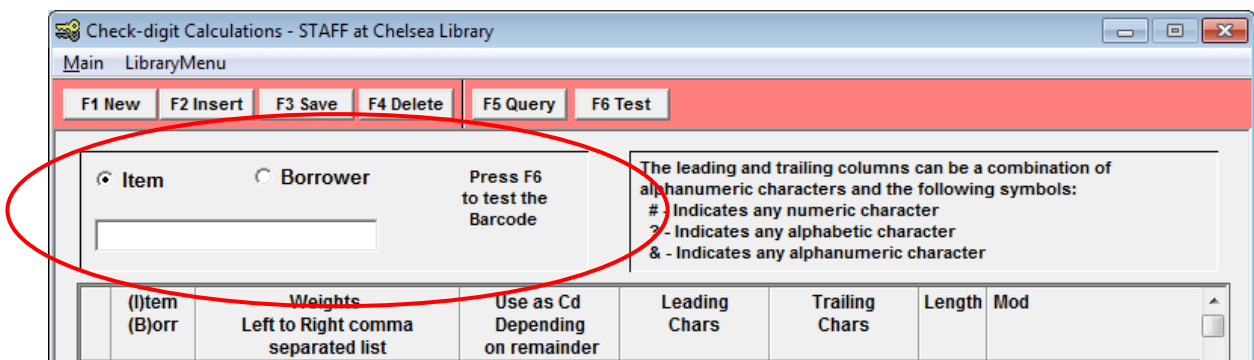 Check-digit Calculations - STAFF at Chelsea Library
Main LibraryMenu
F1 New F2 Insert F3 Save F4 Delete F5 Query F6 Test
Item Borrower
Press F6
to test the
Barcode
The leading and trailing columns can be a combination of
alphanumeric characters and the following symbols:
# - Indicates any numeric character
? - Indicates any alphabetic character
& - Indicates any alphanumeric character
(I)tem
(B)orr
Weights
Left to Right comma
separated list
Use as Cd
Depending
on remainder
Leading
Chars
Trailing
Chars
Length
Mod